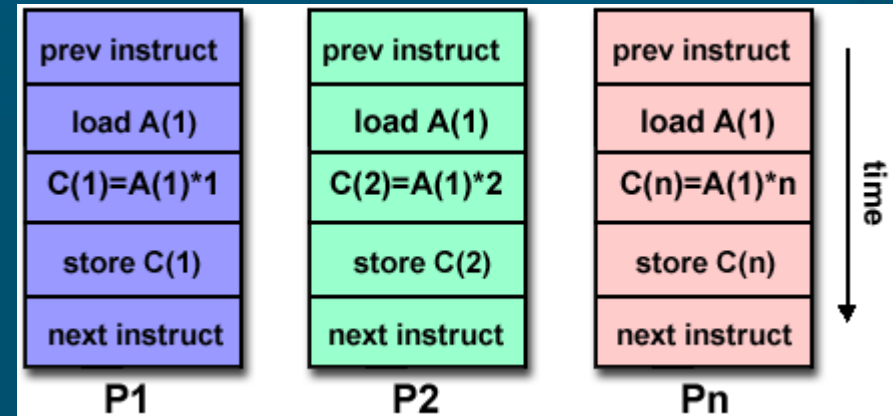 prev instruct
load A(1)
C(1)=A(1)*1
store C(1)
next instruct
P1
prev instruct
load A(1)
C(2)=A(1)*2
store C(2)
next instruct
P2
prev instruct
load A(1)
C(n)=A(1)*n
store C(n)
next instruct
Pn
time